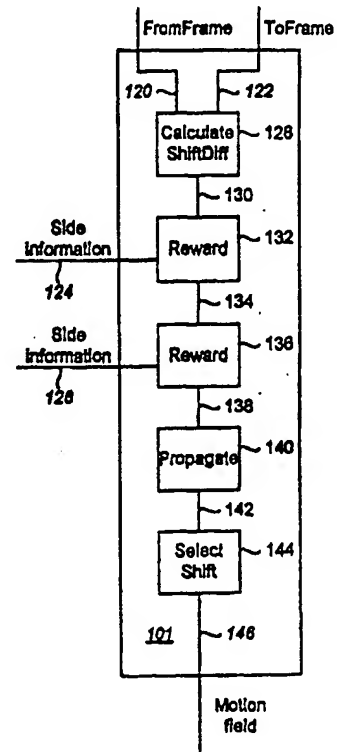 FromFrame ToFrame
120 122
Calculate
ShiftDiff
128
130
Side
Information
124
Reward
132
134
Side
Information
126
Reward
136
138
Propagate
140
142
Select
Shift
144
101
146
Motion
field